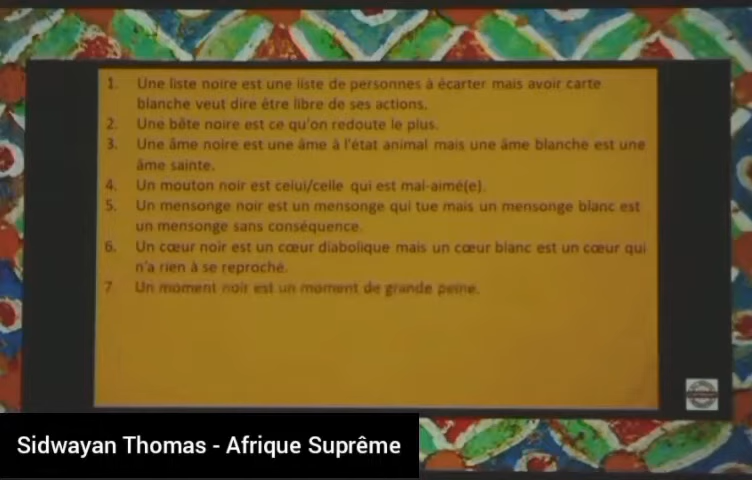 1. Une liste noire est une liste de personnes à écarter mais avoir carte
blanche veut dire être libre de ses actions.
2. Une bête noire est ce qu'on redoute le plus.
3. Une âme noire est une âme à l'état animal mais une âme blanche est une
âme sainte.
4. Un mouton noir est celui/celle qui est mal-aimé(e).
5. Un mensonge noir est un mensonge qui tue mais un mensonge blanc est
un mensonge sans conséquence.
6. Un cœur noir est un cœur diabolique mais un cœur blanc est un cœur qui
n'a rien à se reproché.
7 Un moment noir est un moment de grande peine.
Sidwayan Thomas - Afrique Suprême